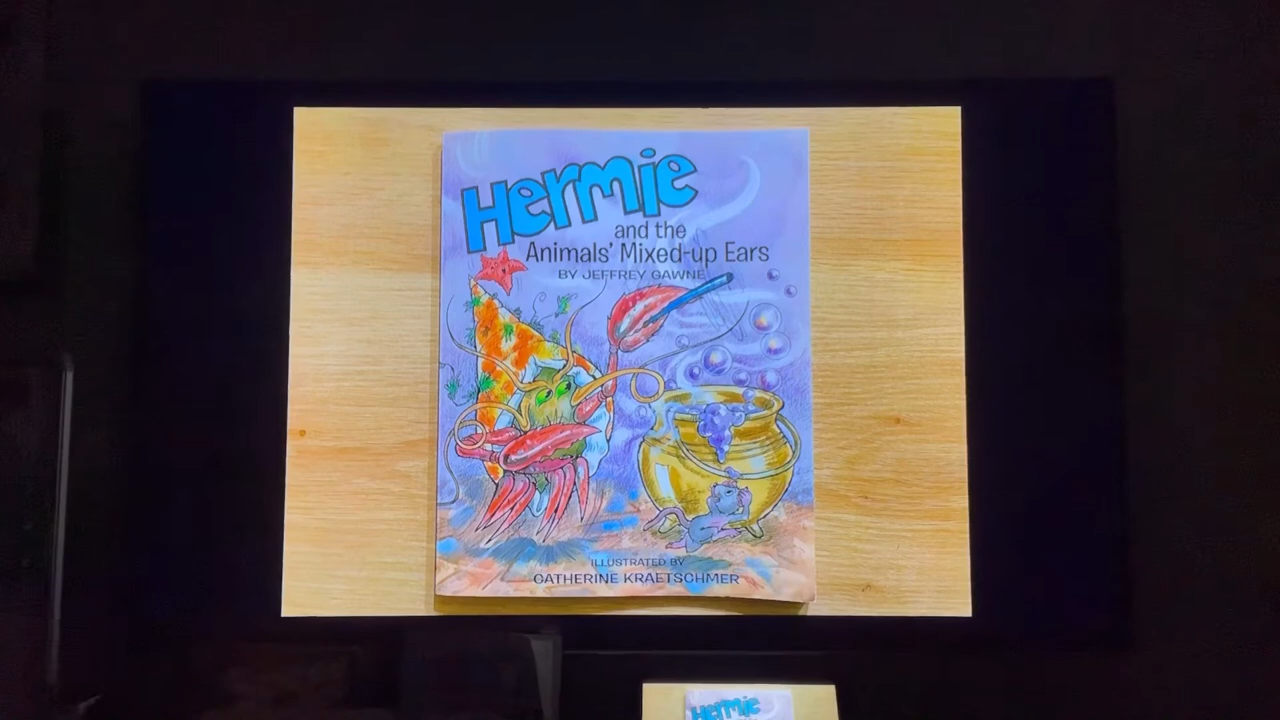 Hermie
and the
Animals' Mixed-up Ears
BY JEFFREY GAWNE
ILLUSTRATED BY
CATHERINE KRAETSCHMER
Hermie